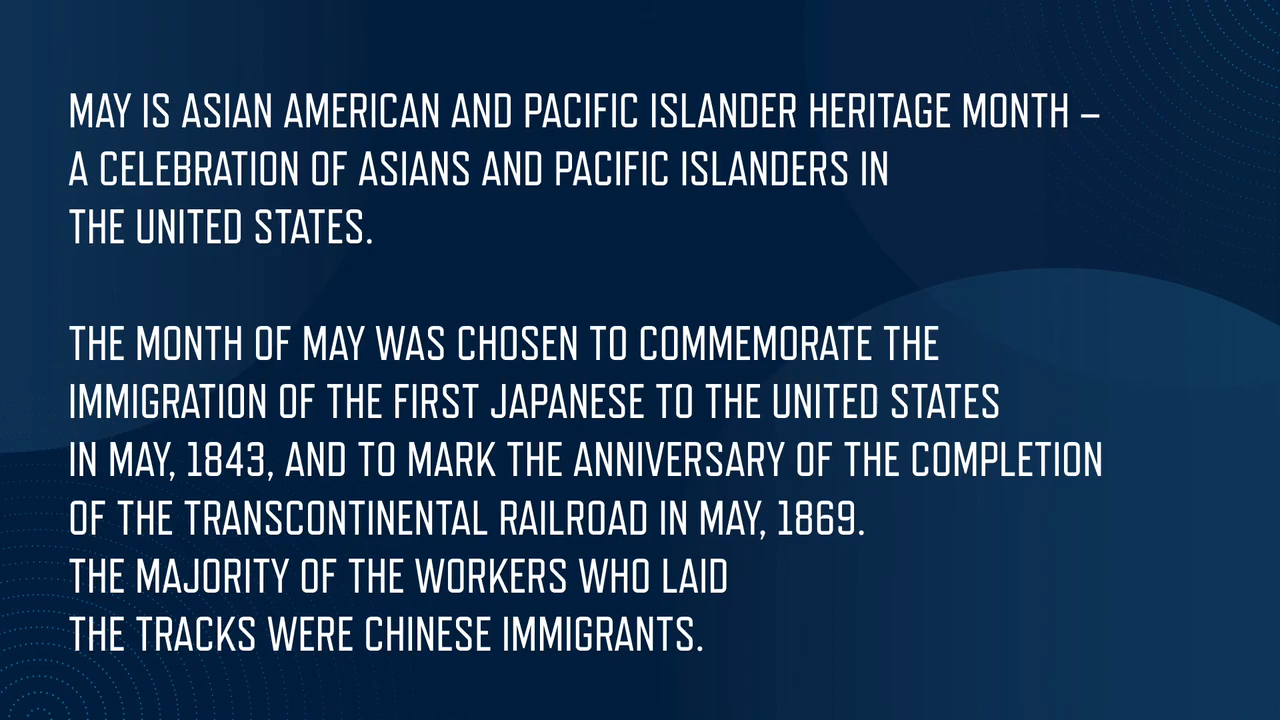 MAY IS ASIAN AMERICAN AND PACIFIC ISLANDER HERITAGE MONTH –
A CELEBRATION OF ASIANS AND PACIFIC ISLANDERS IN
THE UNITED STATES.
THE MONTH OF MAY WAS CHOSEN TO COMMEMORATE THE
IMMIGRATION OF THE FIRST JAPANESE TO THE UNITED STATES
IN MAY, 1843, AND TO MARK THE ANNIVERSARY OF THE COMPLETION
OF THE TRANSCONTINENTAL RAILROAD IN MAY, 1869.
THE MAJORITY OF THE WORKERS WHO LAID
THE TRACKS WERE CHINESE IMMIGRANTS.